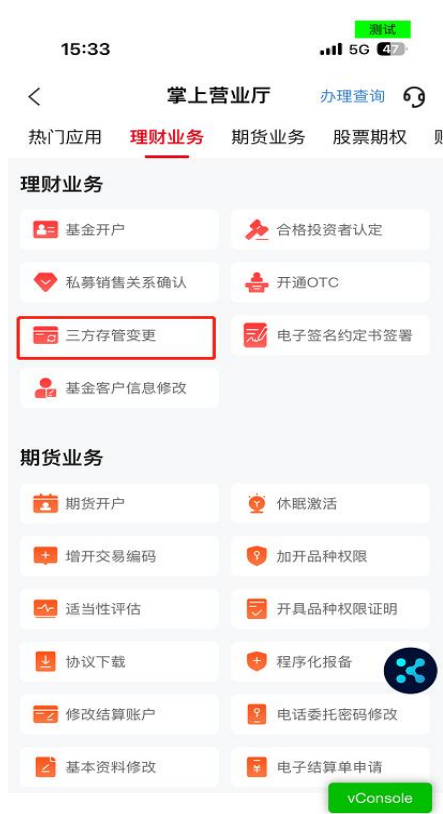 测试
15:33
5G 47
掌上营业厅 办理查询
热门应用 理财业务 期货业务 股票期权
理财业务
基金开户 合格投资者认定
私募销售关系确认 开通OTC
三方存管变更 电子签名约定书签署
基金客户信息修改
期货业务
期货开户 休眠激活
增开交易编码 加开品种权限
适当性评估 开具品种权限证明
协议下载 程序化报备
修改结算账户 电话委托密码修改
基本资料修改 电子结算单申请
vConsole